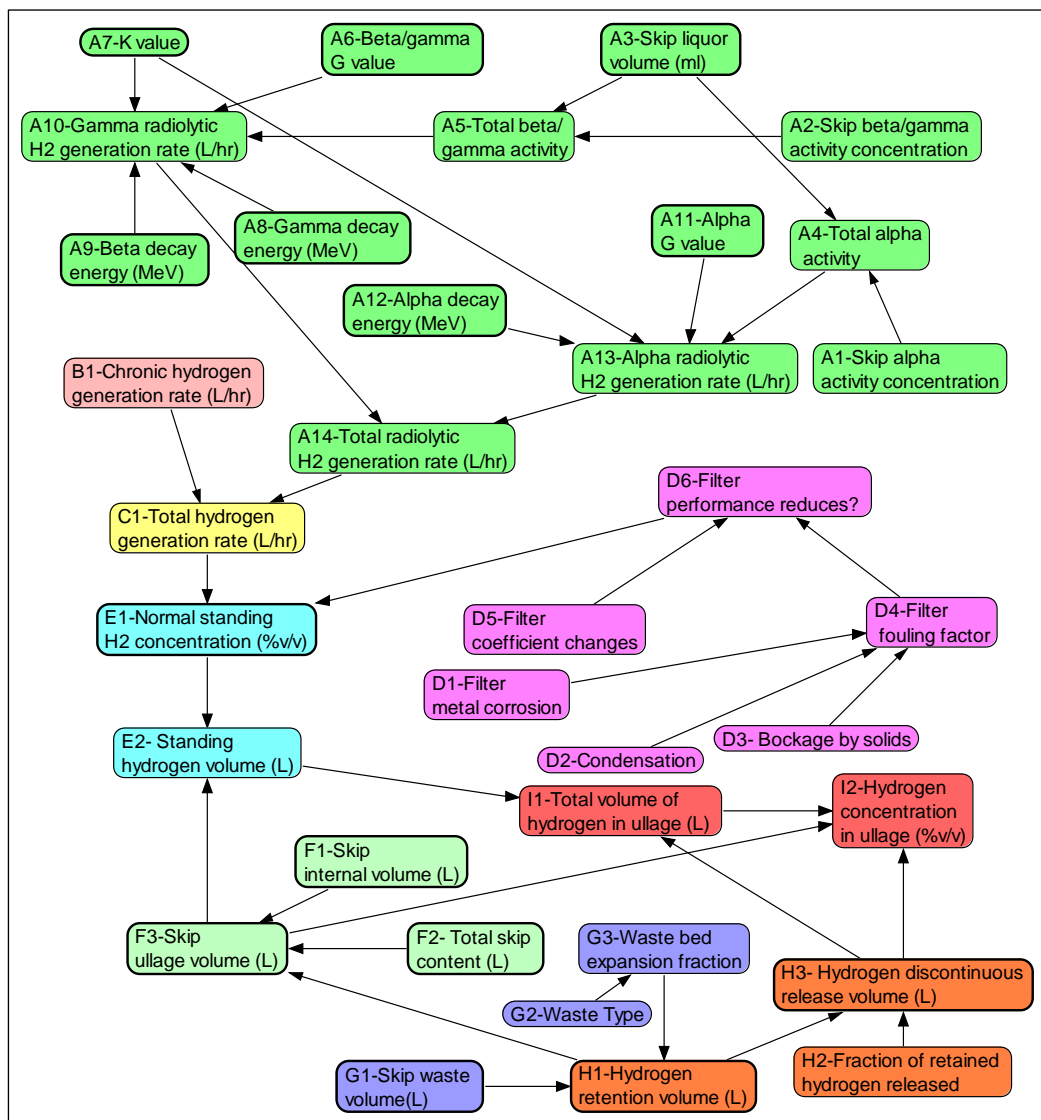 A7-K value
A6-Beta/gamma
G value
A3-Skip liquor
volume (ml)
A10-Gamma radiolytic
H2 generation rate (L/hr)
A5-Total beta/
gamma activity
A2-Skip beta/gamma
activity concentration
A9-Beta decay
energy (MeV)
A8-Gamma decay
energy (MeV)
A11-Alpha
G value
A4-Total alpha
activity
A12-Alpha decay
energy (MeV)
A13-Alpha radiolytic
H2 generation rate (L/hr)
A1-Skip alpha
activity concentration
B1-Chronic hydrogen
generation rate (L/hr)
A14-Total radiolytic
H2 generation rate (L/hr)
D6-Filter
performance reduces?
C1-Total hydrogen
generation rate (L/hr)
E1-Normal standing
H2 concentration (%v/v)
D5-Filter
coefficient changes
D4-Filter
fouling factor
D1-Filter
metal corrosion
E2- Standing
hydrogen volume (L)
D2-Condensation
D3- Bockage by solids
I1-Total volume of
hydrogen in ullage (L)
I2-Hydrogen
concentration
in ullage (%v/v)
F1-Skip
internal volume (L)
F3-Skip
ullage volume (L)
F2- Total skip
content (L)
G3-Waste bed
expansion fraction
G2-Waste Type
H3- Hydrogen discontinuous
release volume (L)
G1-Skip waste
volume(L)
H1-Hydrogen
retention volume (L)
H2-Fraction of retained
hydrogen released